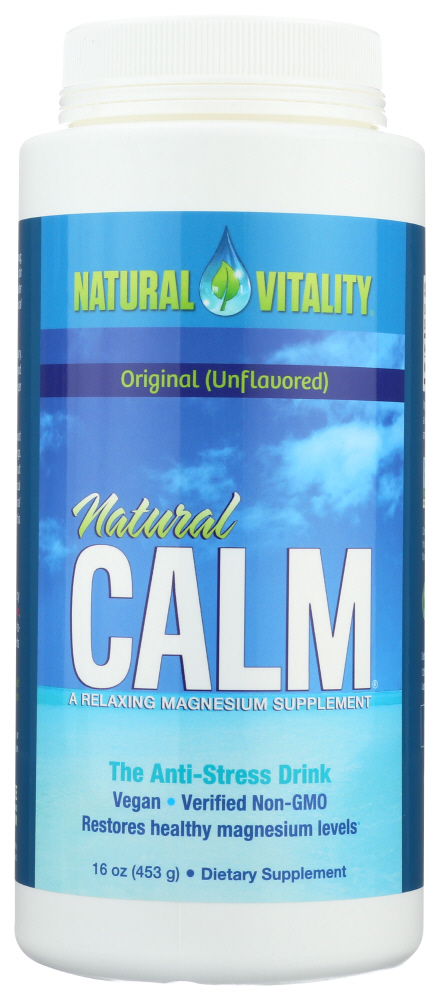 NATURAL VITALITY
Original (Unflavored)
Natural
CALM®
A RELAXING MAGNESIUM SUPPLEMENT
The Anti-Stress Drink
Vegan • Verified Non-GMO
Restores healthy magnesium levels*
16 oz (453 g) • Dietary Supplement